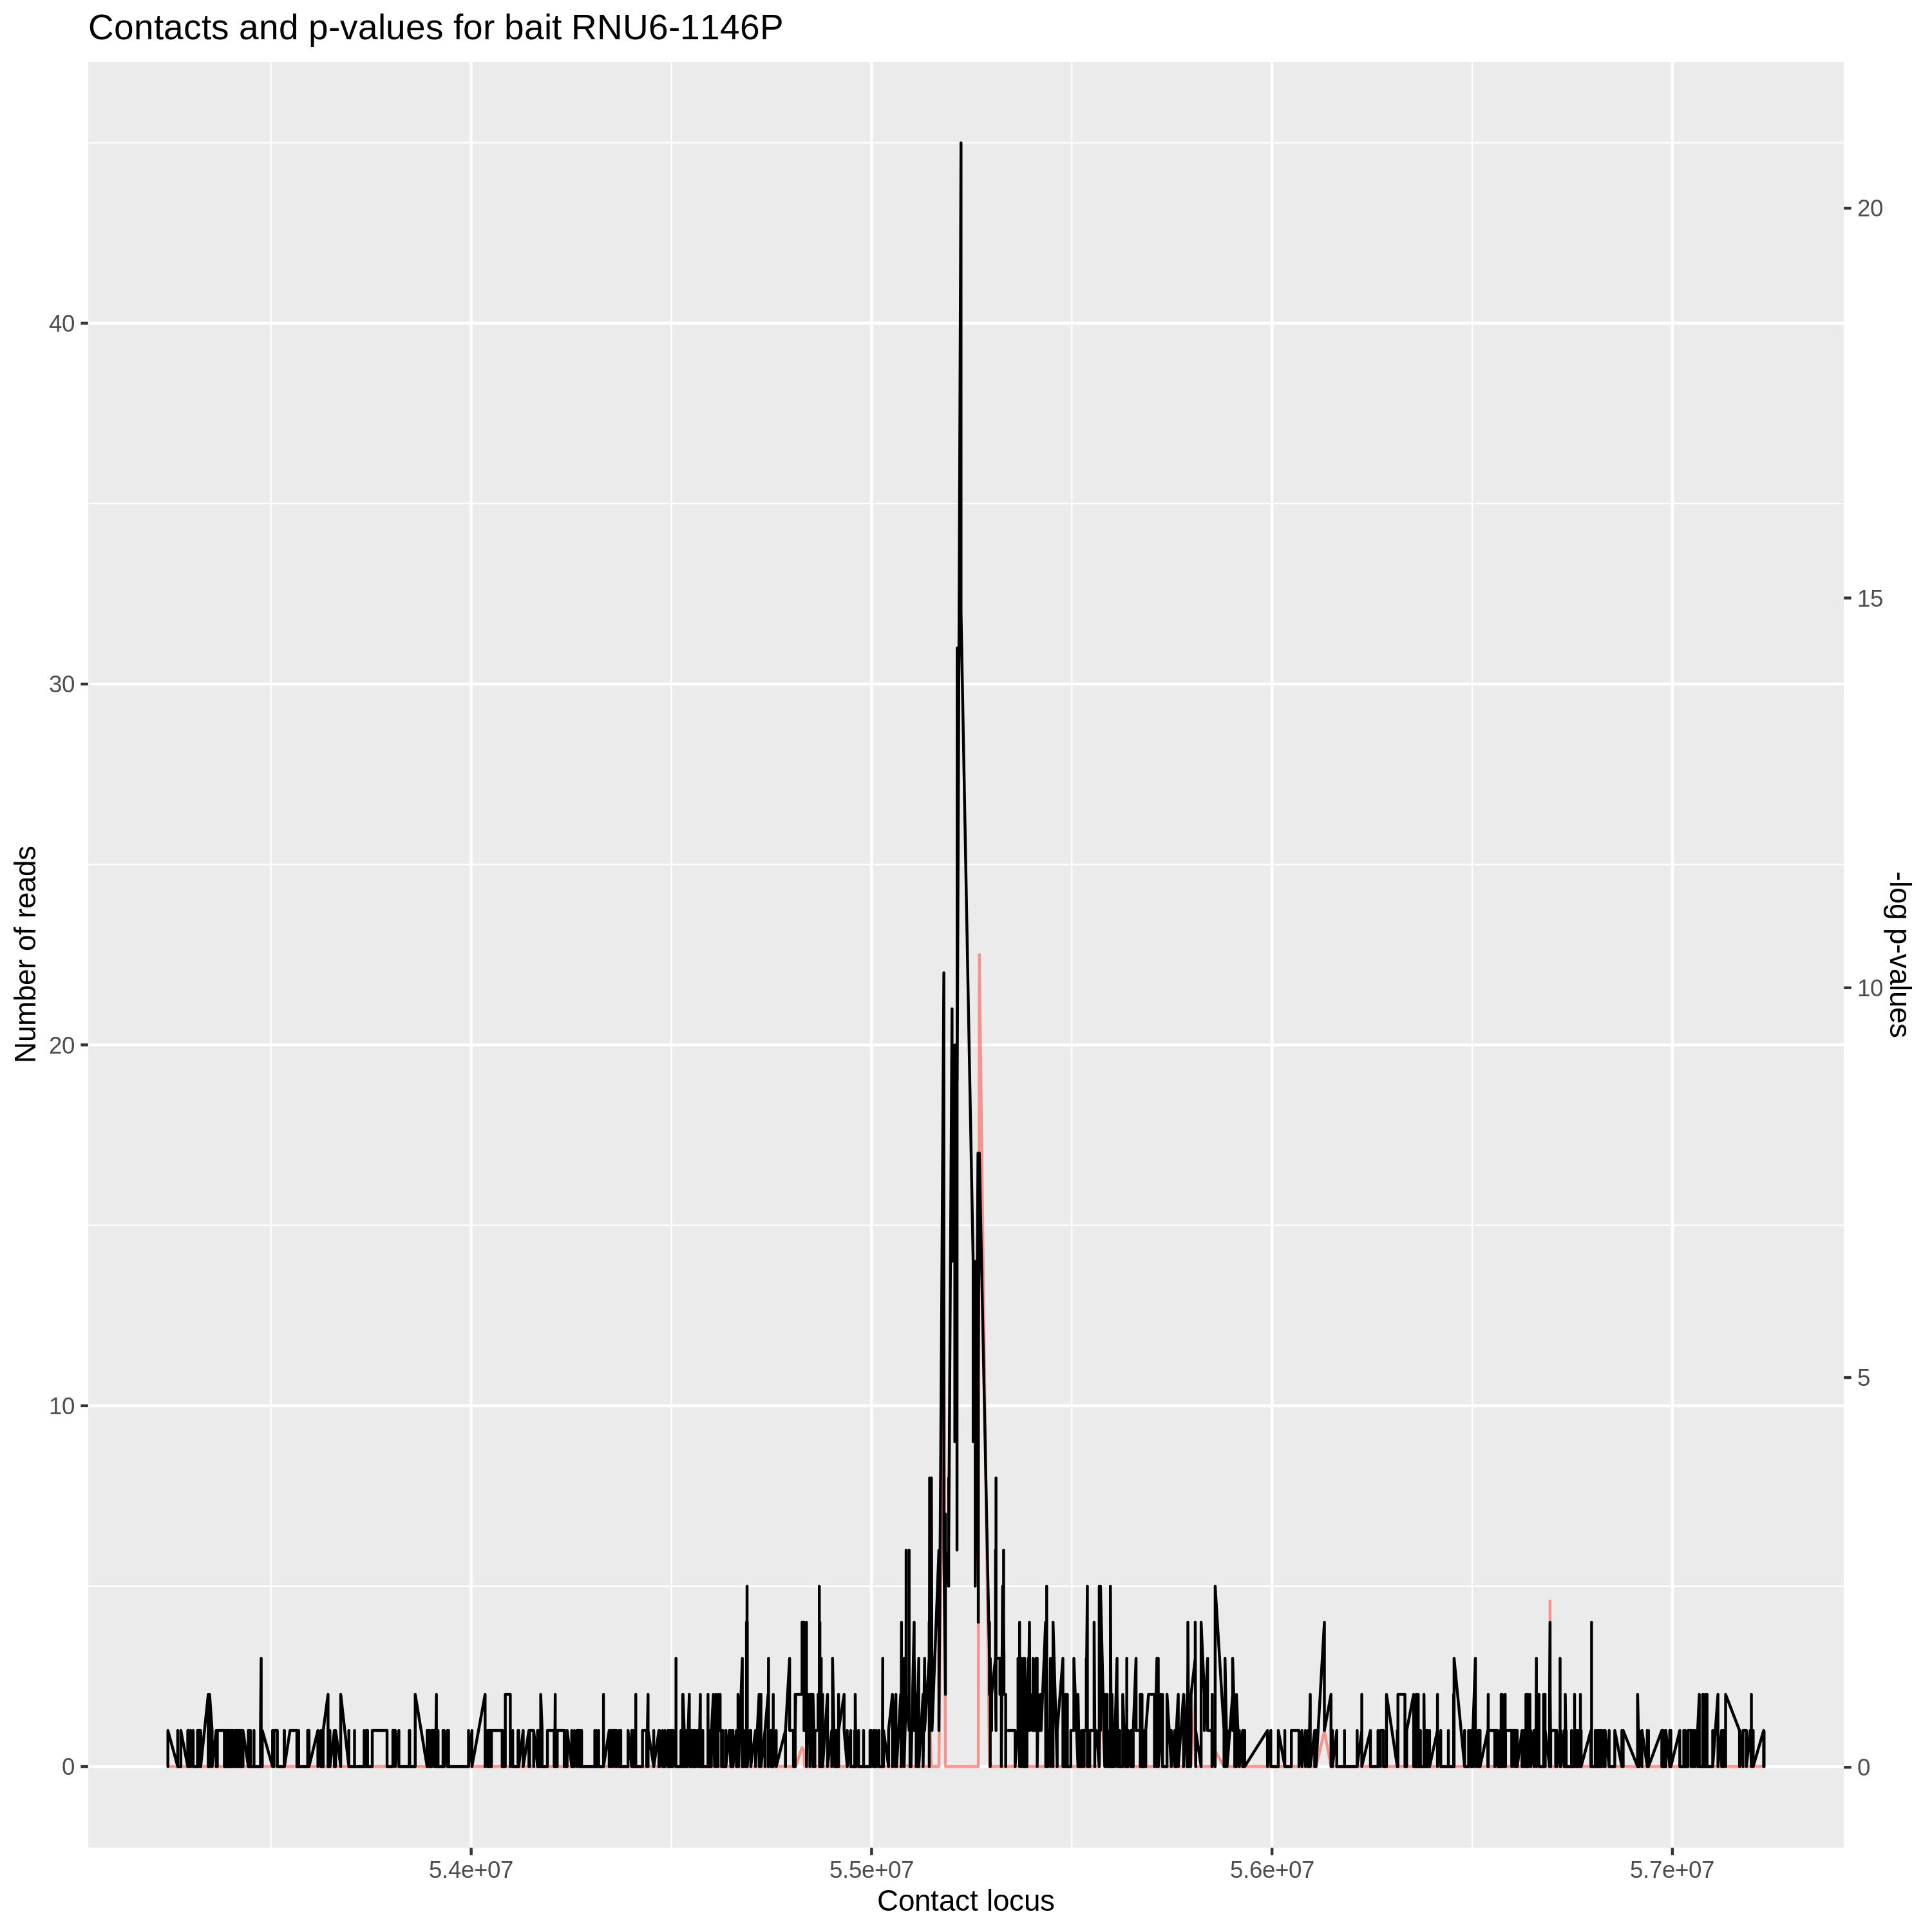 Contacts and p-values for bait RNU6-1146P
Number of reads
40
30
20
10
0
20
15
10
5
0
-log p-values
5.4e+07
5.5e+07
5.6e+07
5.7e+07
Contact locus